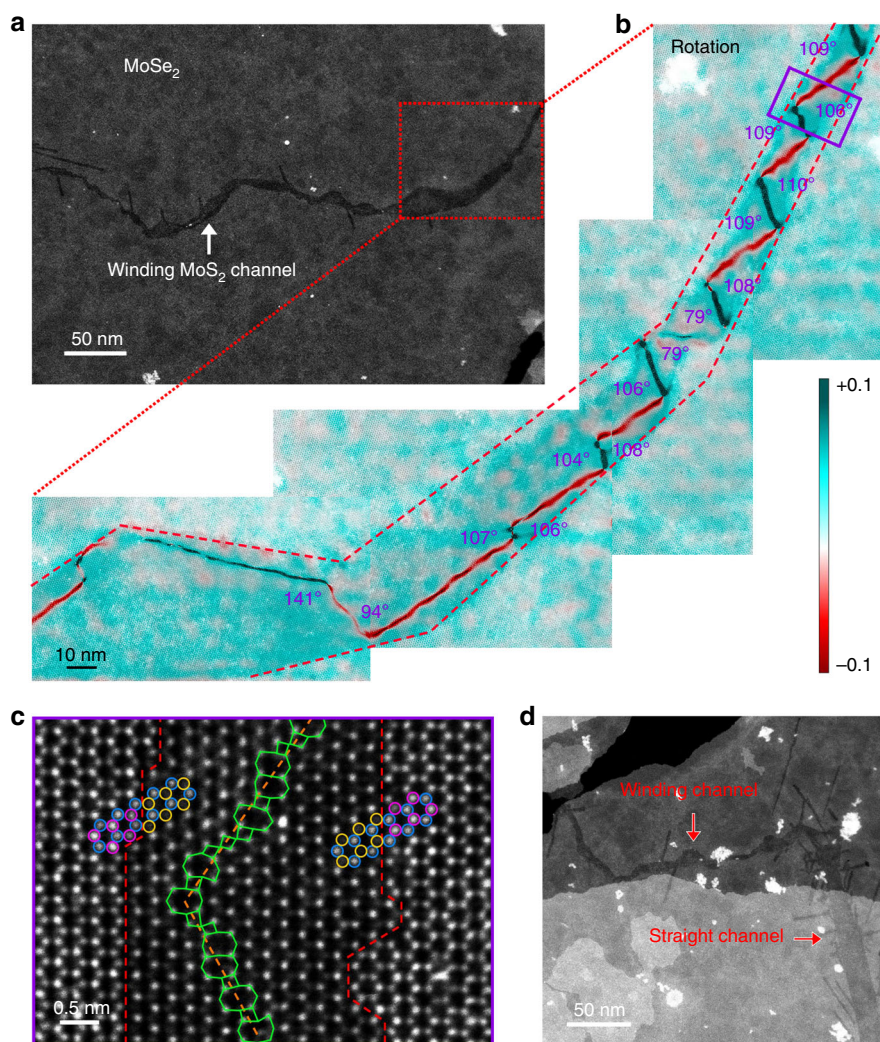 a
MoSe2
Winding MoS2 channel
50 nm
b
Rotation
109°
106°
109°
110°
109°
108°
79°
79°
106°
108°
104°
106°
107°
141°
94°
10 nm
+0.1
–0.1
c
0.5 nm
d
Winding channel
Straight channel
50 nm